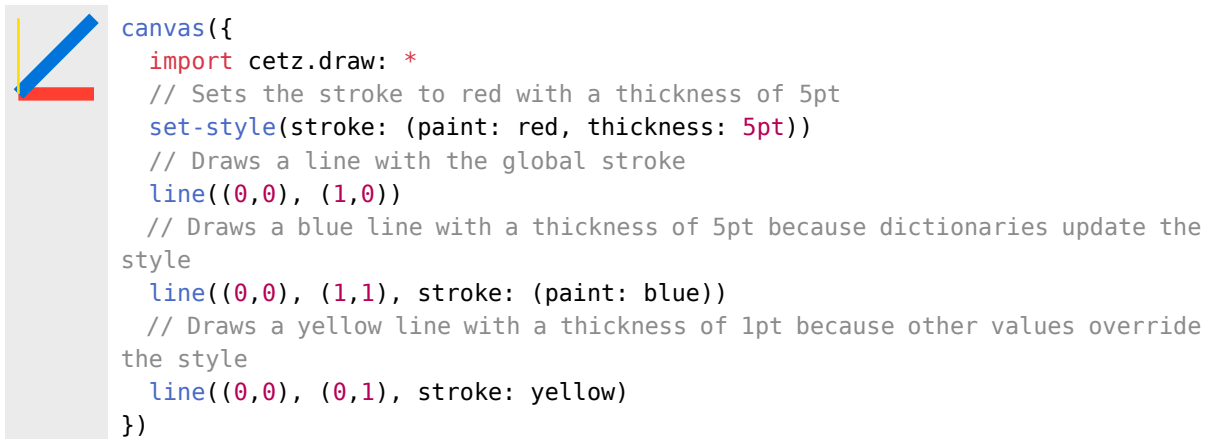 canvas({
  import cetz.draw: *
  // Sets the stroke to red with a thickness of 5pt
  set-style(stroke: (paint: red, thickness: 5pt))
  // Draws a line with the global stroke
  line((0,0), (1,0))
  // Draws a blue line with a thickness of 5pt because dictionaries update the
style
  line((0,0), (1,1), stroke: (paint: blue))
  // Draws a yellow line with a thickness of 1pt because other values override
the style
  line((0,0), (0,1), stroke: yellow)
})